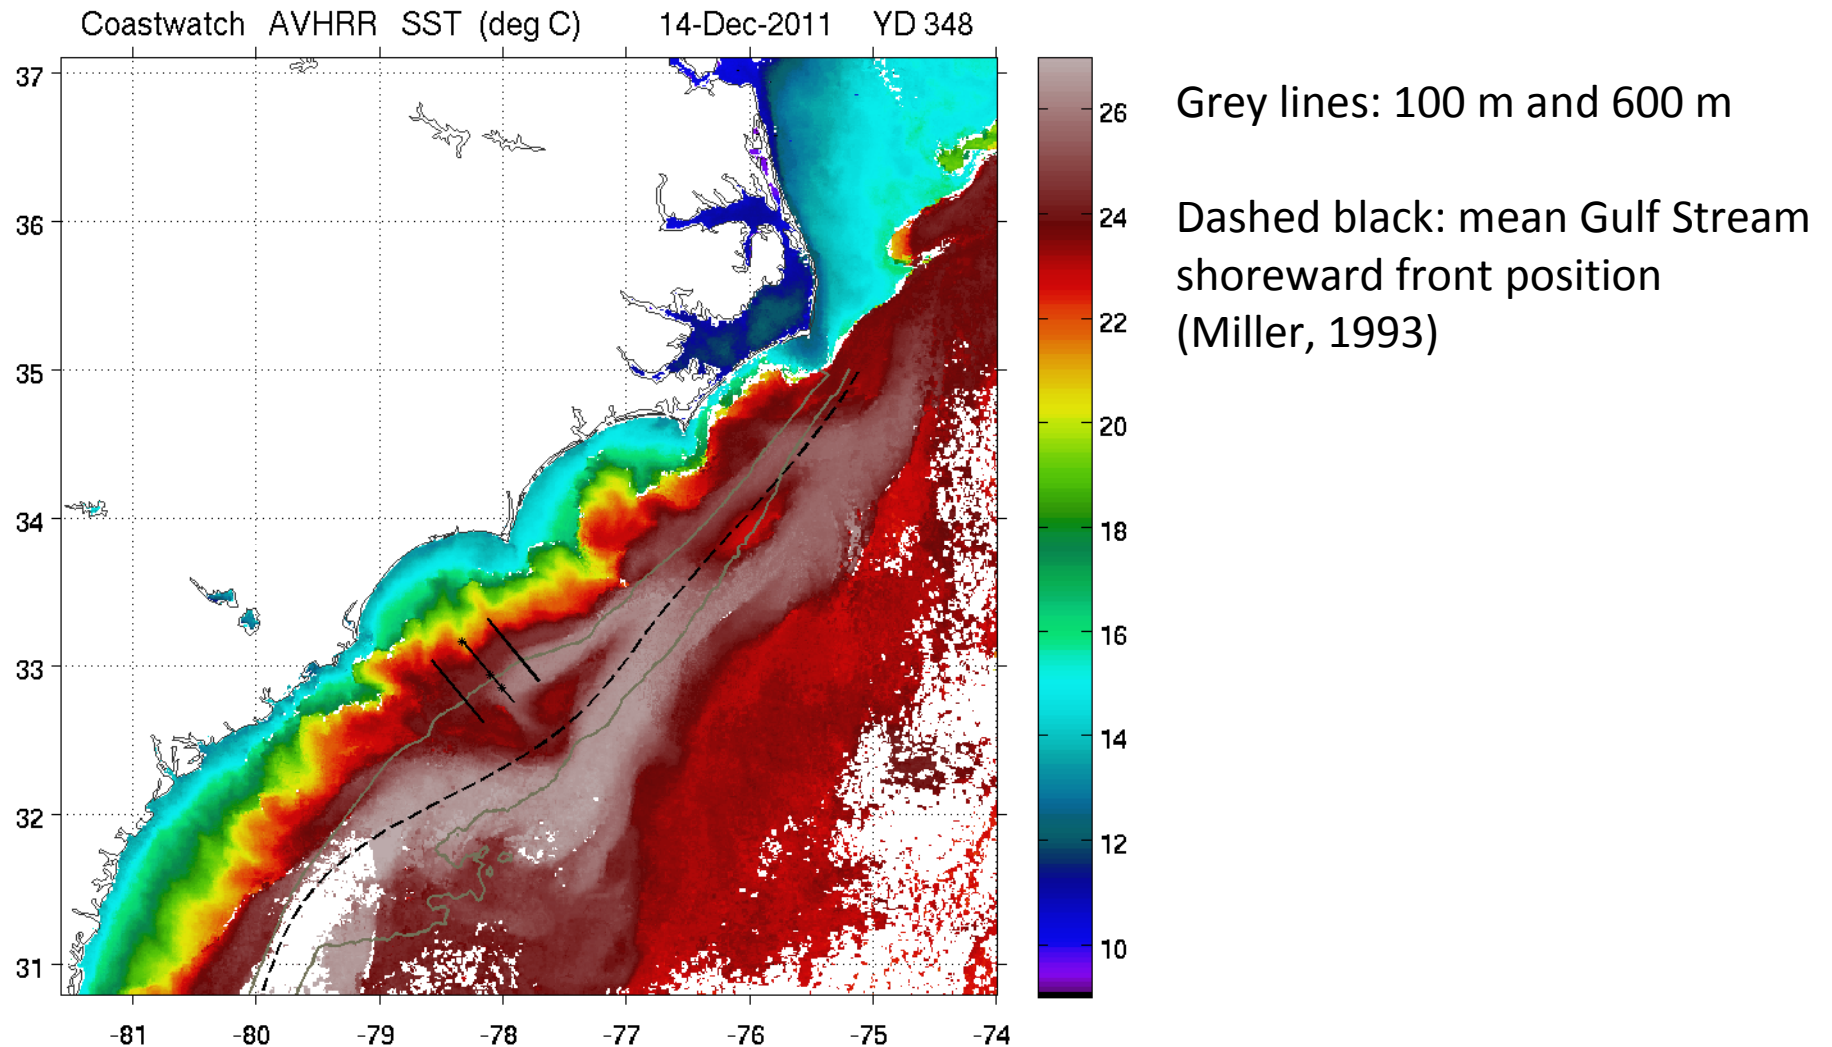 Coastwatch AVHRR SST (deg C) 14-Dec-2011 YD 348
37
36
35
34
33
32
31
-81 -80 -79 -78 -77 -76 -75 -74
26
24
22
20
18
16
14
12
10
Grey lines: 100 m and 600 m
Dashed black: mean Gulf Stream
shoreward front position
(Miller, 1993)